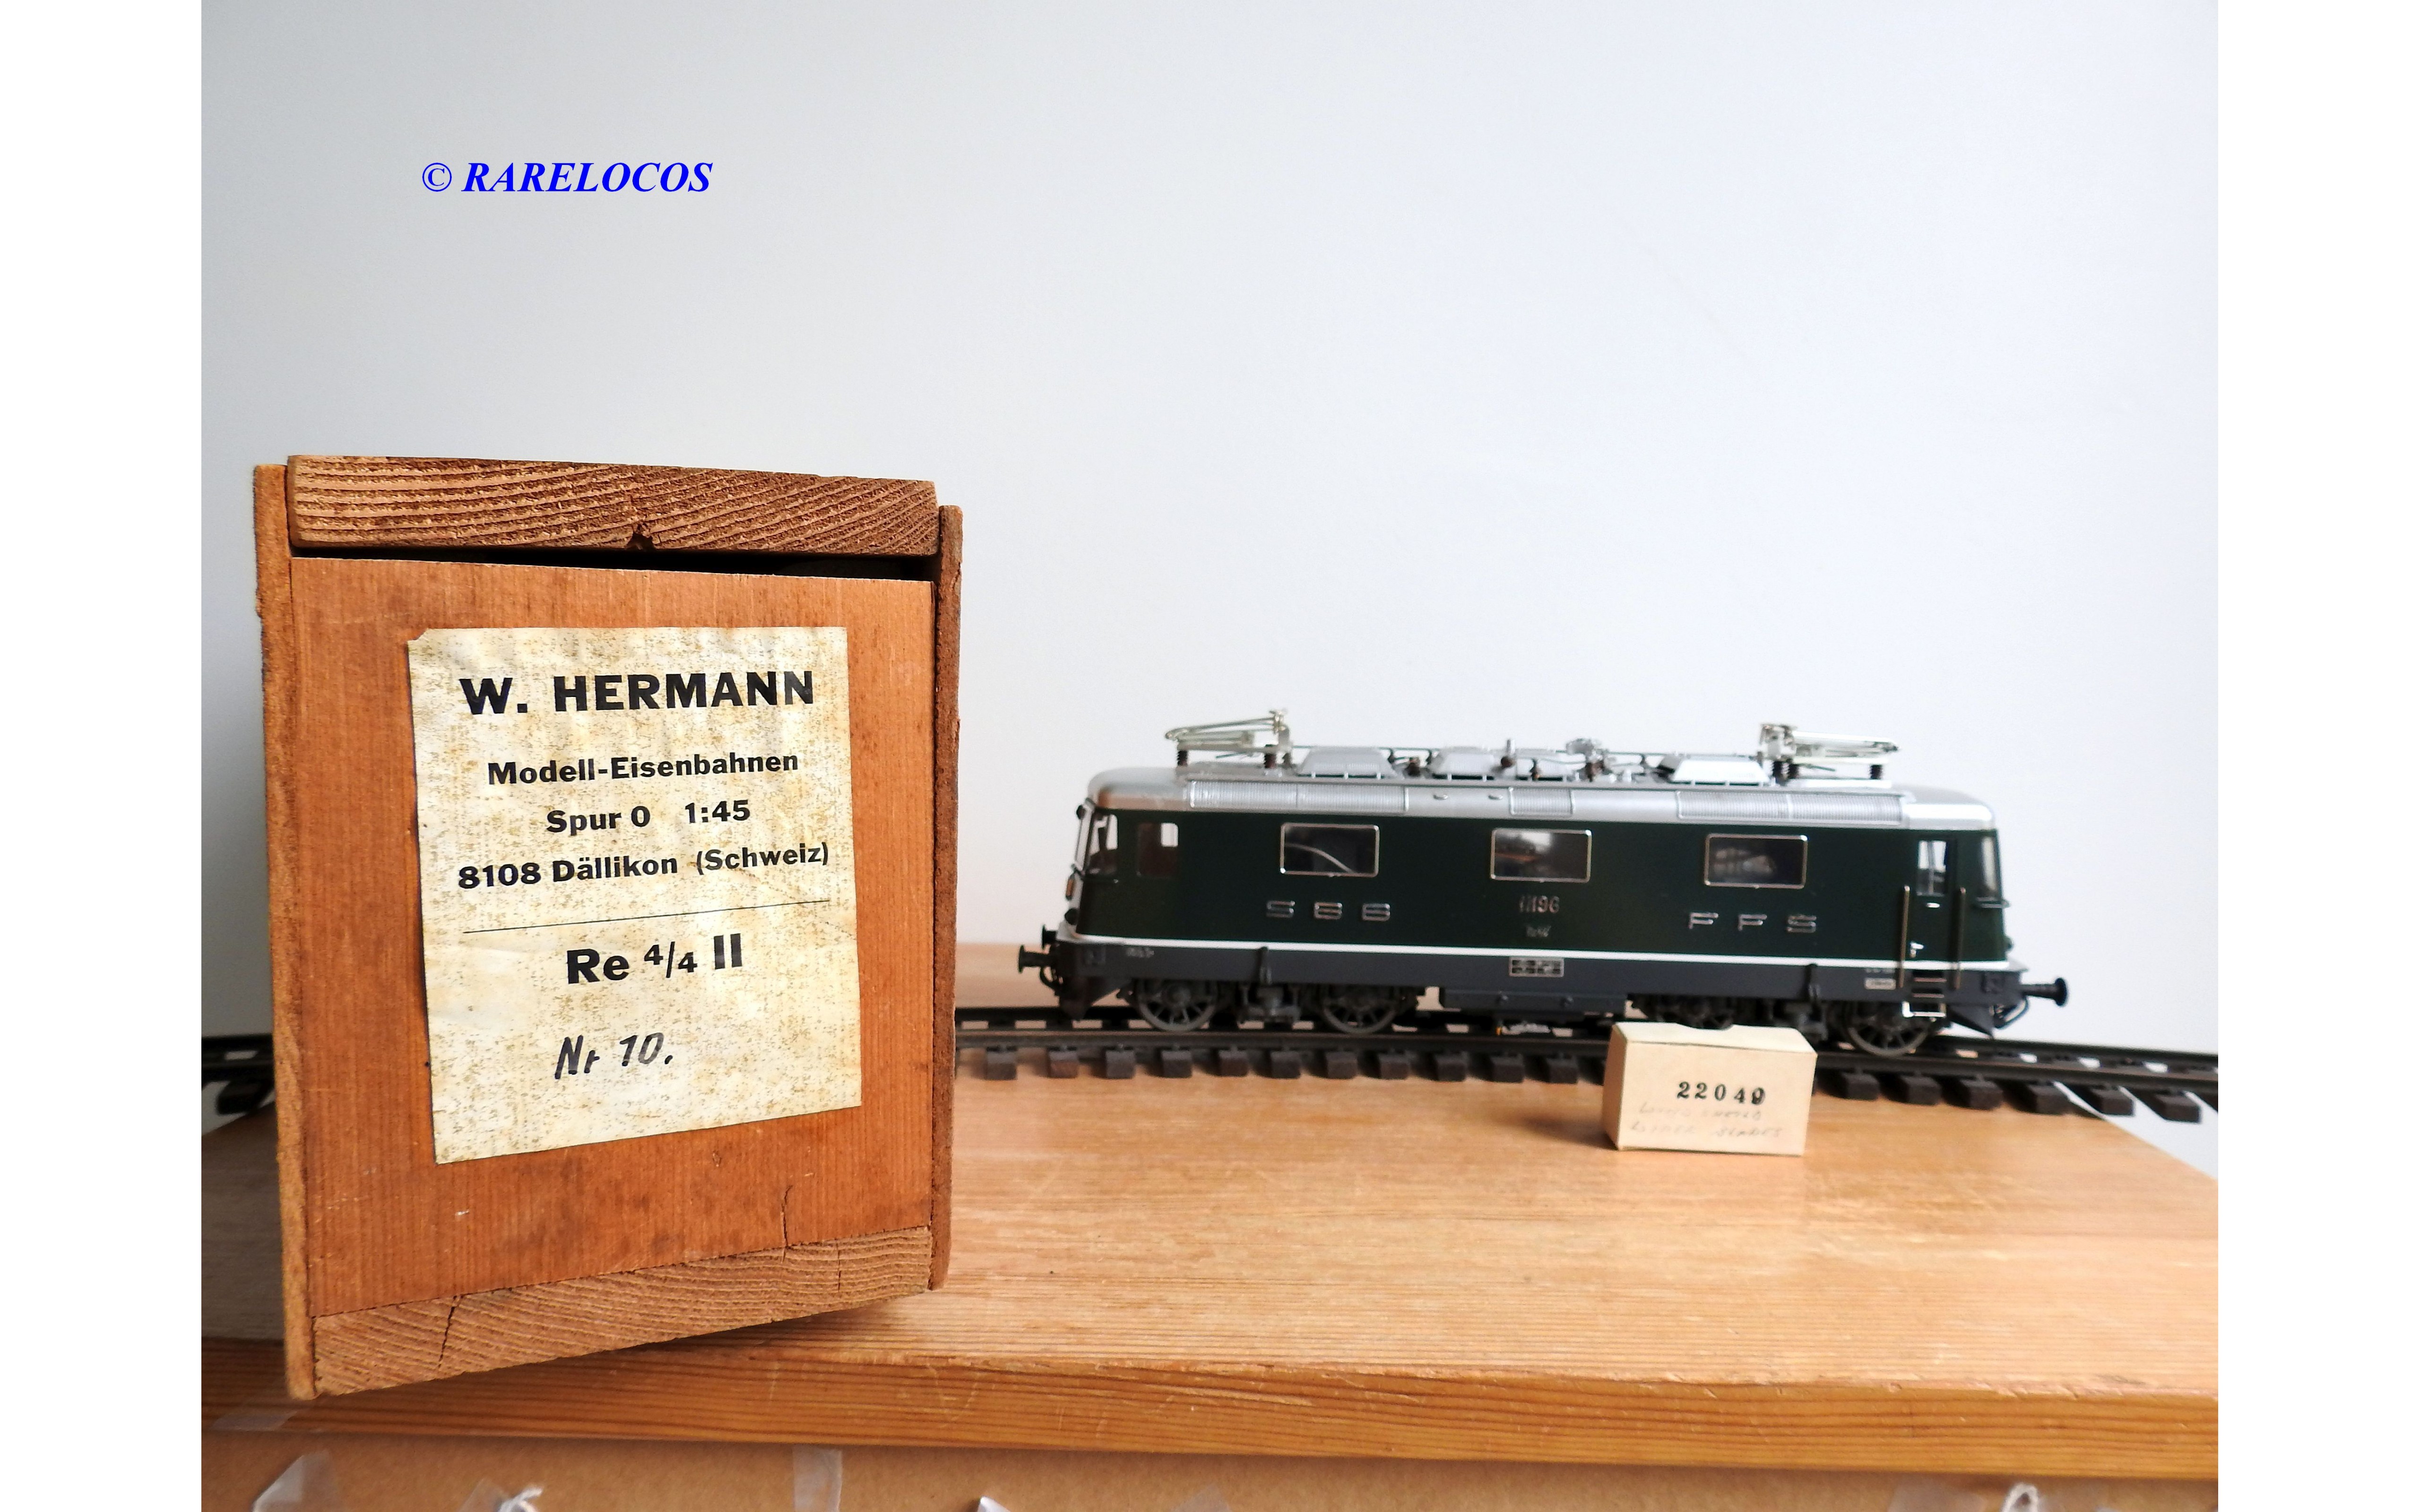 © RARELOCOS
W. HERMANN
Modell-Eisenbahnen
Spur 0 1:45
8108 Dällikon (Schweiz)
Re 4/4 II
Nr 10.
SBB
FFS
22049